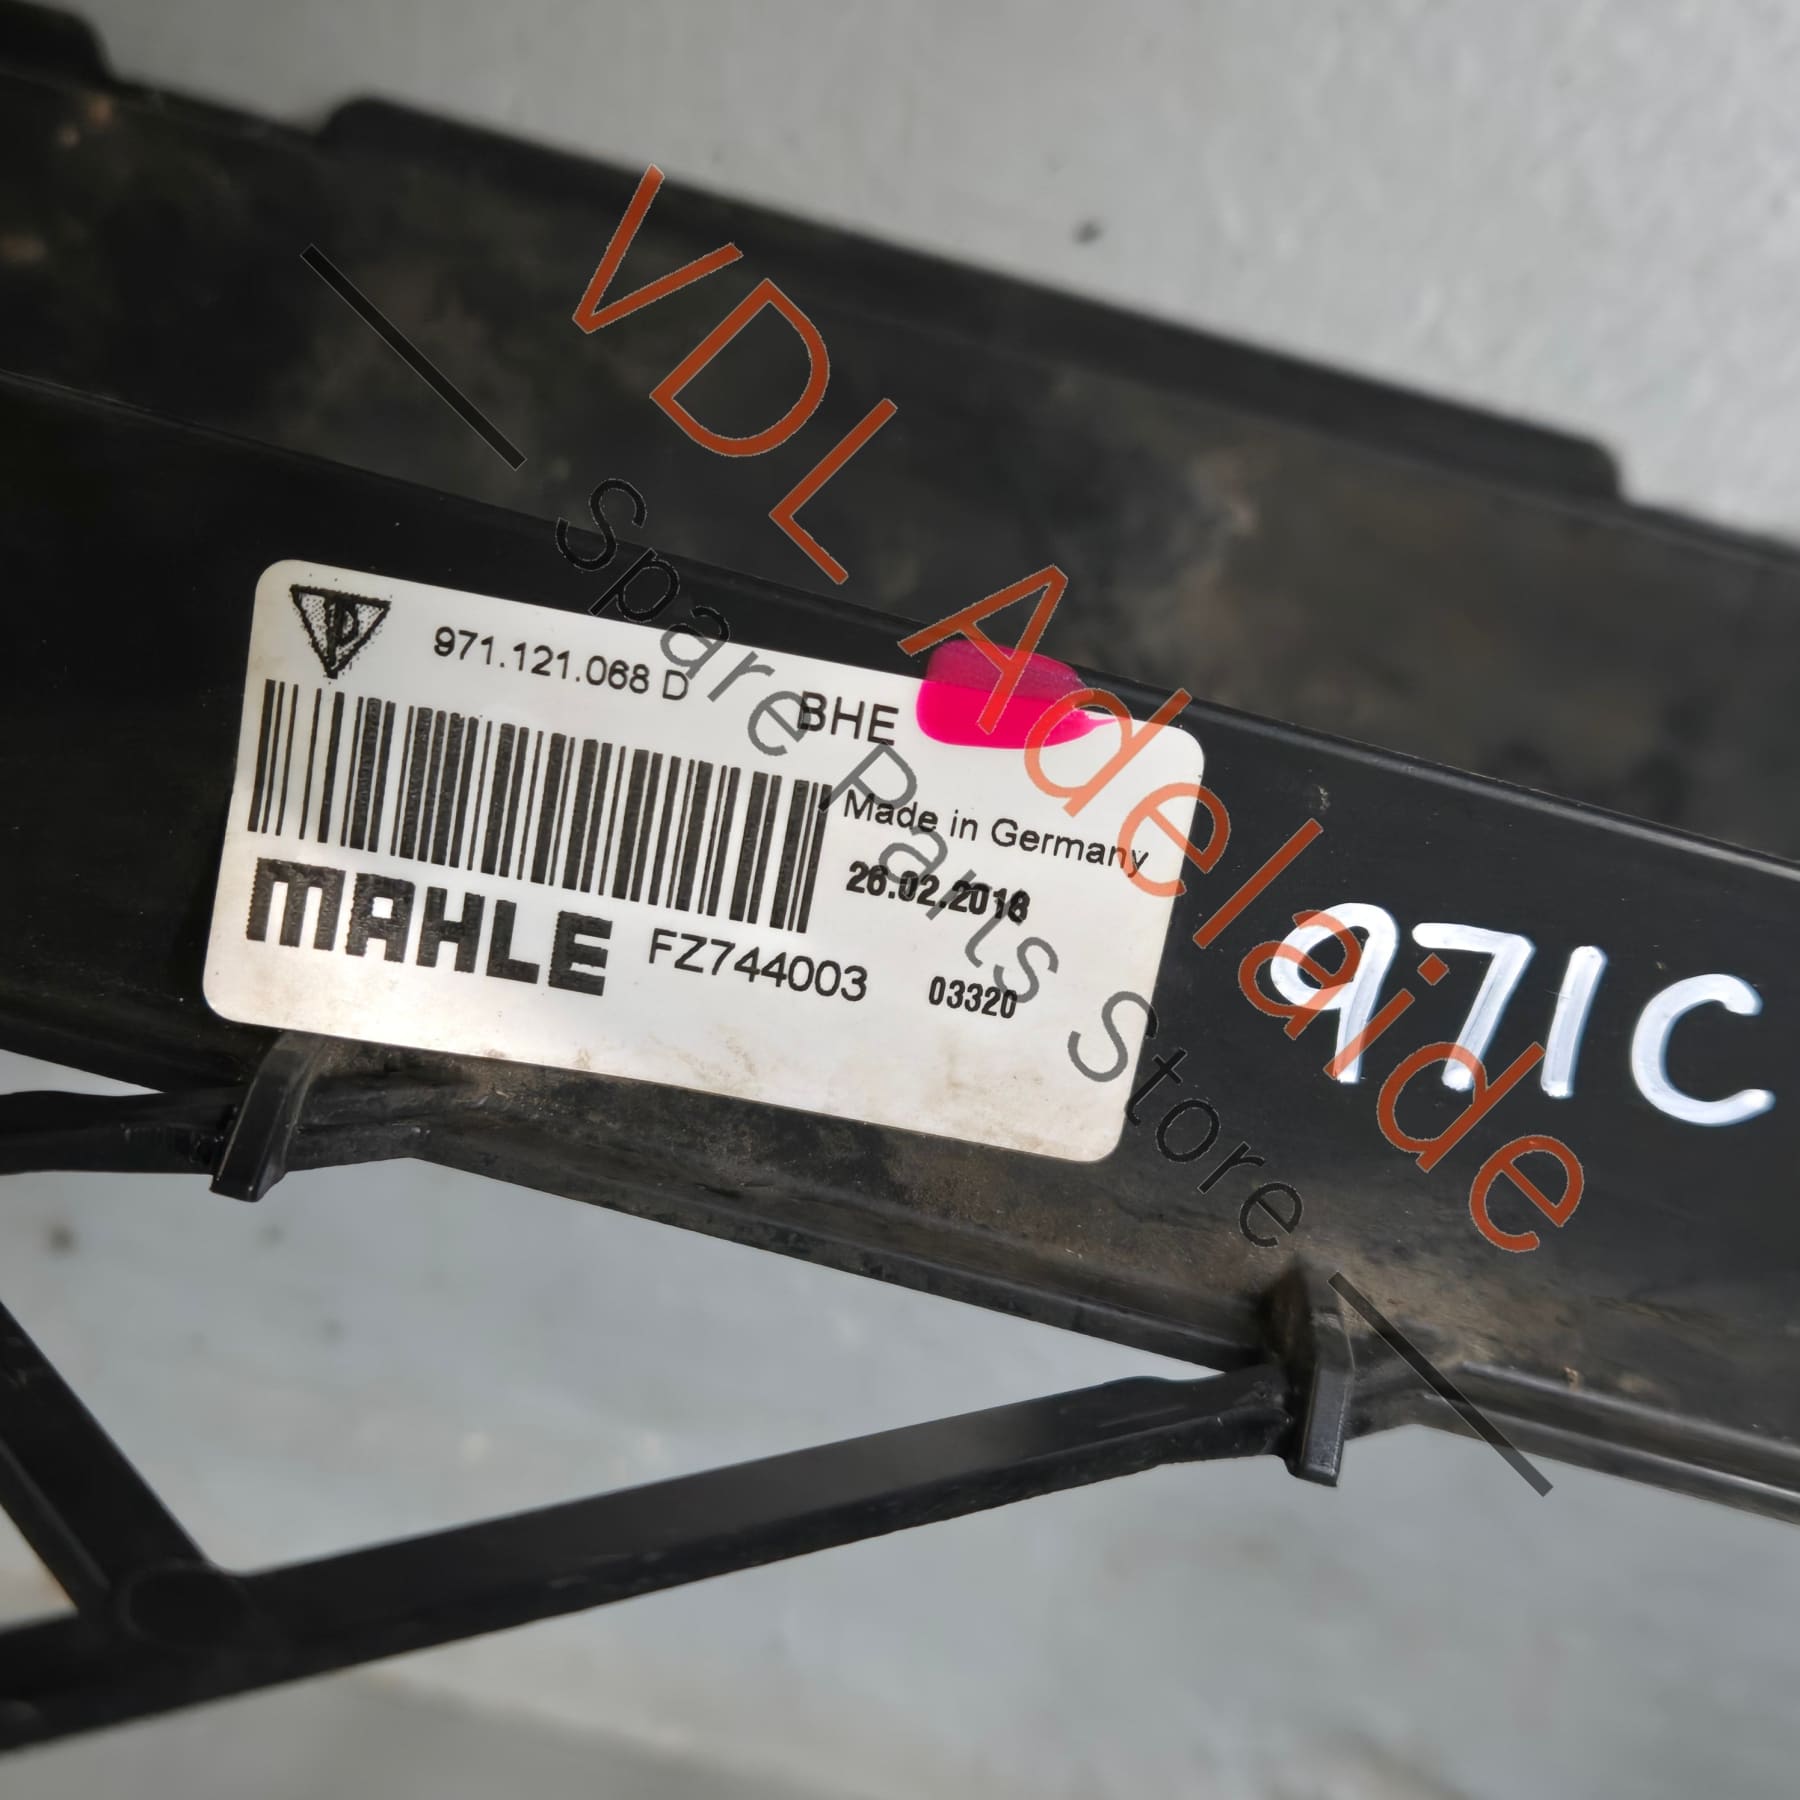 971.121.068 D
BHE
Made in Germany
26.02.2018
MAHLE FZ744003 03320
971C
VDL Adelaide
Spare Parts Store